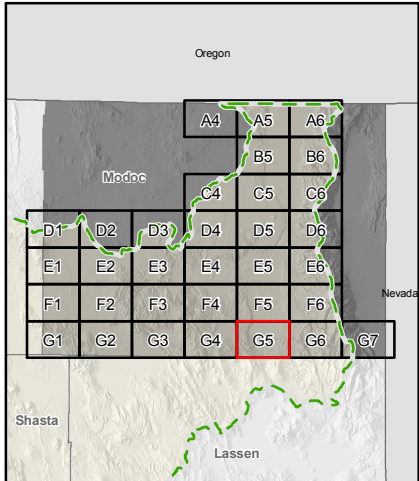 Oregon
A4 A5 A6
Modoc
B5 B6
C4 C5 C6
D1 D2 D3 D4 D5 D6
E1 E2 E3 E4 E5 E6
Nevada
F1 F2 F3 F4 F5 F6
G1 G2 G3 G4 G5 G6 G7
Shasta
Lassen